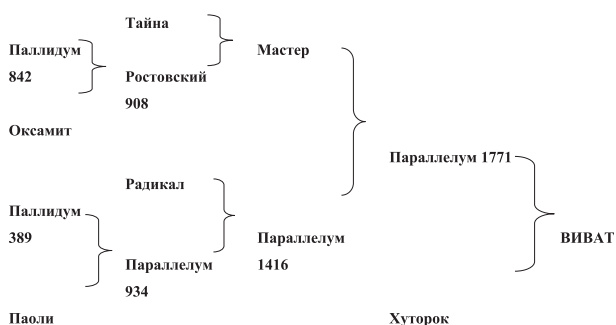 Тайна
Паллидум
842
Мастер
Ростовский
908
Оксамит
Параллелум 1771
Радикал
Паллидум
389
Параллелум
1416
ВИВАТ
Параллелум
934
Паоли
Хуторок